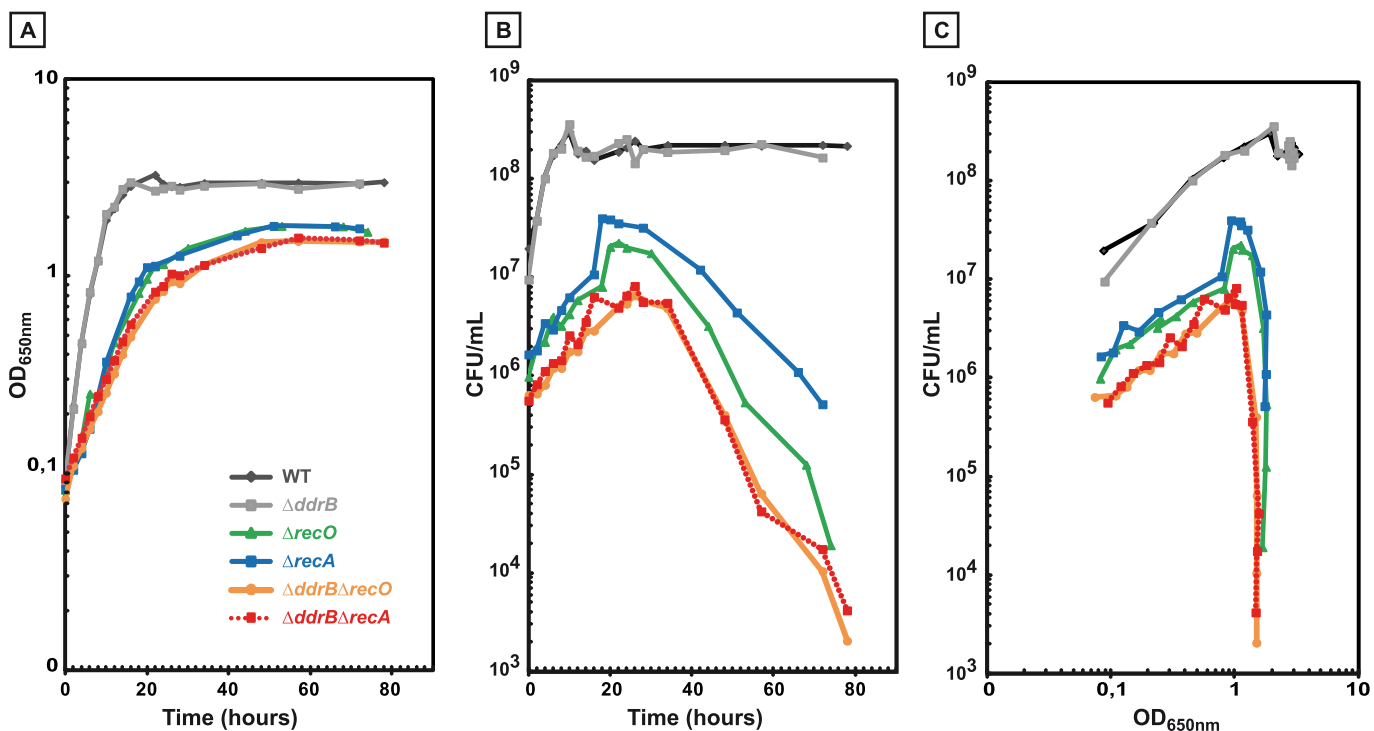 A
10
1
0,1
0
OD650nm
0 20 40 60 80
Time (hours)
WT
ΔddrB
ΔrecO
ΔrecA
ΔddrBΔrecO
ΔddrBΔrecA
B
10⁹
10⁸
10⁷
10⁶
10⁵
10⁴
10³
CFU/mL
0 20 40 60 80
Time (hours)
C
10⁹
10⁸
10⁷
10⁶
10⁵
10⁴
10³
CFU/mL
0 0,1 1 10
OD650nm